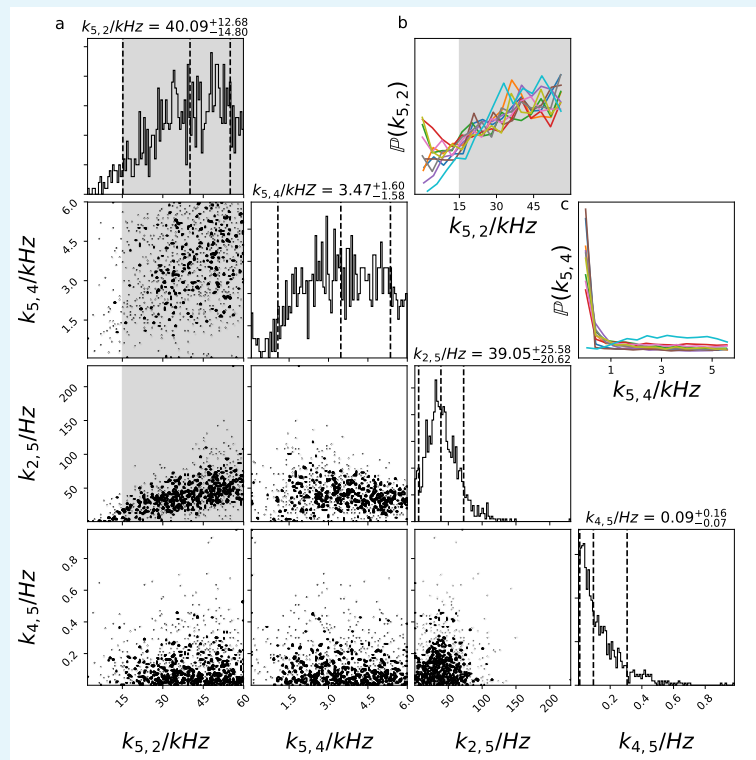 a
k5,2/kHz = 40.09 +12.68 −14.80
b
ℙ(k5,2)
15 30 45
k5,2/kHz
k5,4/kHZ = 3.47 +1.60 −1.58
c
6.0
4.5
3.0
1.5
k5,4/kHz
ℙ(k5,4)
1 3 5
k5,4/kHz
k2,5/Hz = 39.05 +25.58 −20.62
200
150
100
50
k2,5/Hz
k4,5/Hz = 0.09 +0.16 −0.07
0.8
0.6
0.4
0.2
k4,5/Hz
15 30 45 60
1.5 3.0 4.5 6.0
50 100 150 200
0.2 0.4 0.6 0.8
k5,2/kHz
k5,4/kHz
k2,5/Hz
k4,5/Hz